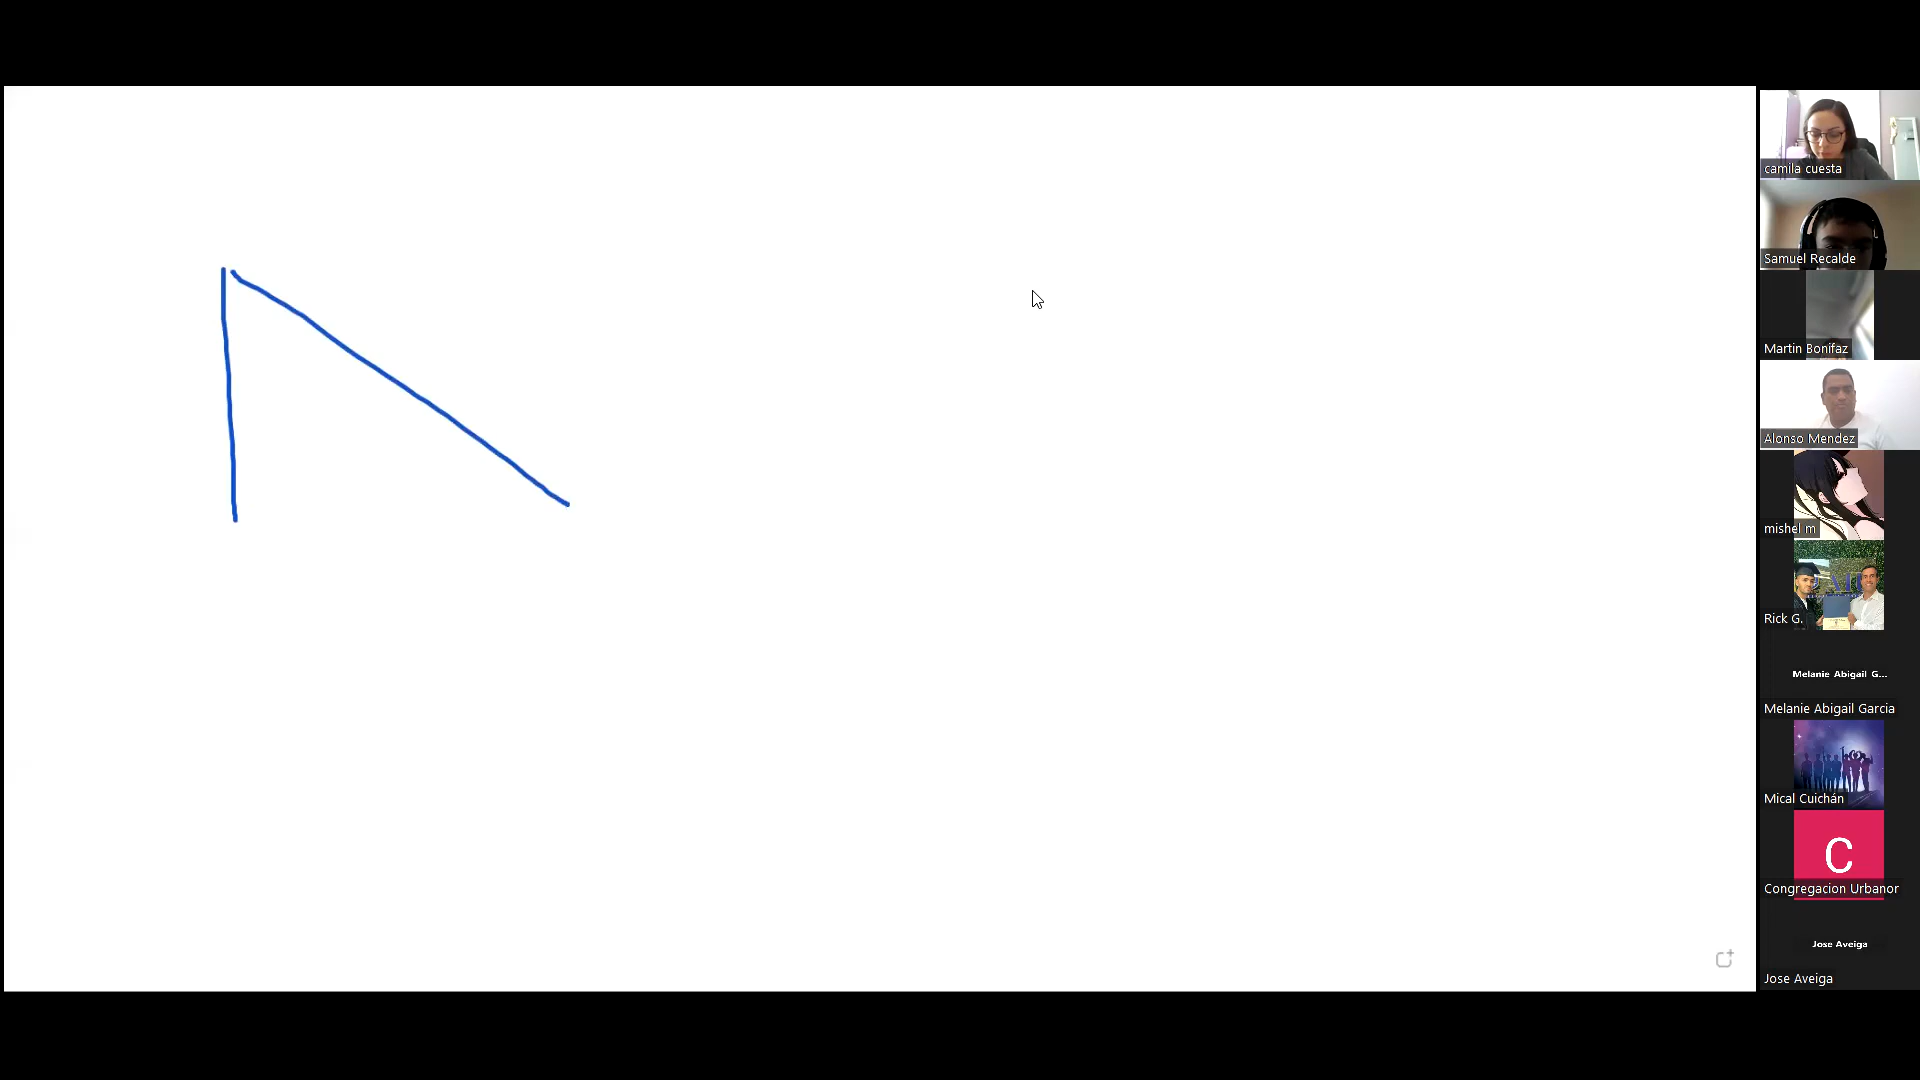 camila cuesta
Samuel Recalde
Martin Bonifaz
Alonso Mendez
mishel m
Rick G.
Melanie Abigail G...
Melanie Abigail Garcia
Mical Cuichán
C
Congregacion Urbanor
Jose Aveiga
Jose Aveiga